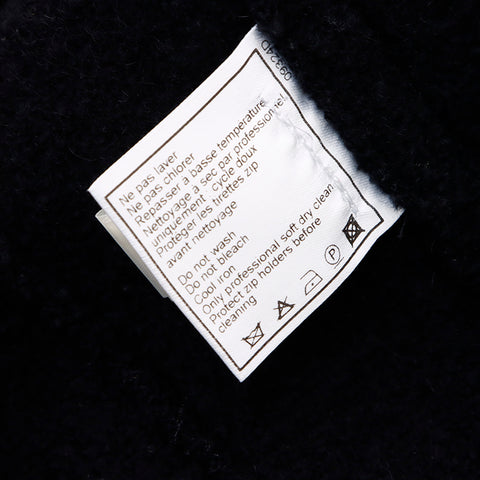 09324D
Ne pas laver
Ne pas chlorer
Repasser à basse temperature
Nettoyage a sec par professionnel
uniquement - cycle doux
Protéger les tirettes zip
avant nettoyage
Do not wash
Do not bleach
Cool iron
Only professional soft dry clean
Protect zip holders before
cleaning
P